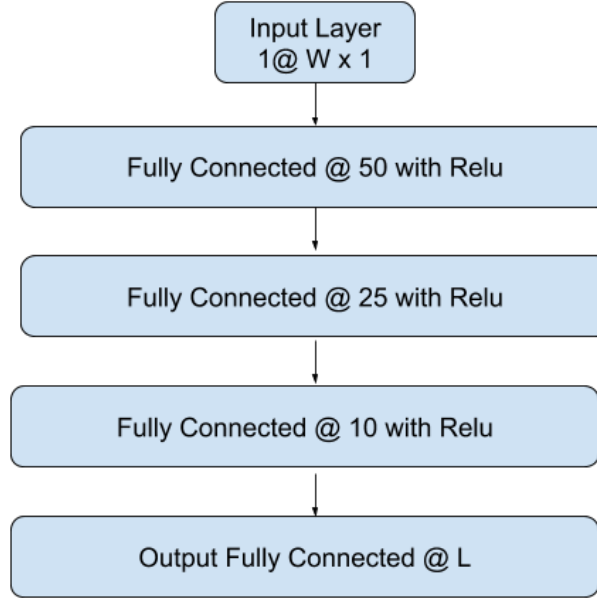 Input Layer
1@ W x 1
Fully Connected @ 50 with Relu
Fully Connected @ 25 with Relu
Fully Connected @ 10 with Relu
Output Fully Connected @ L